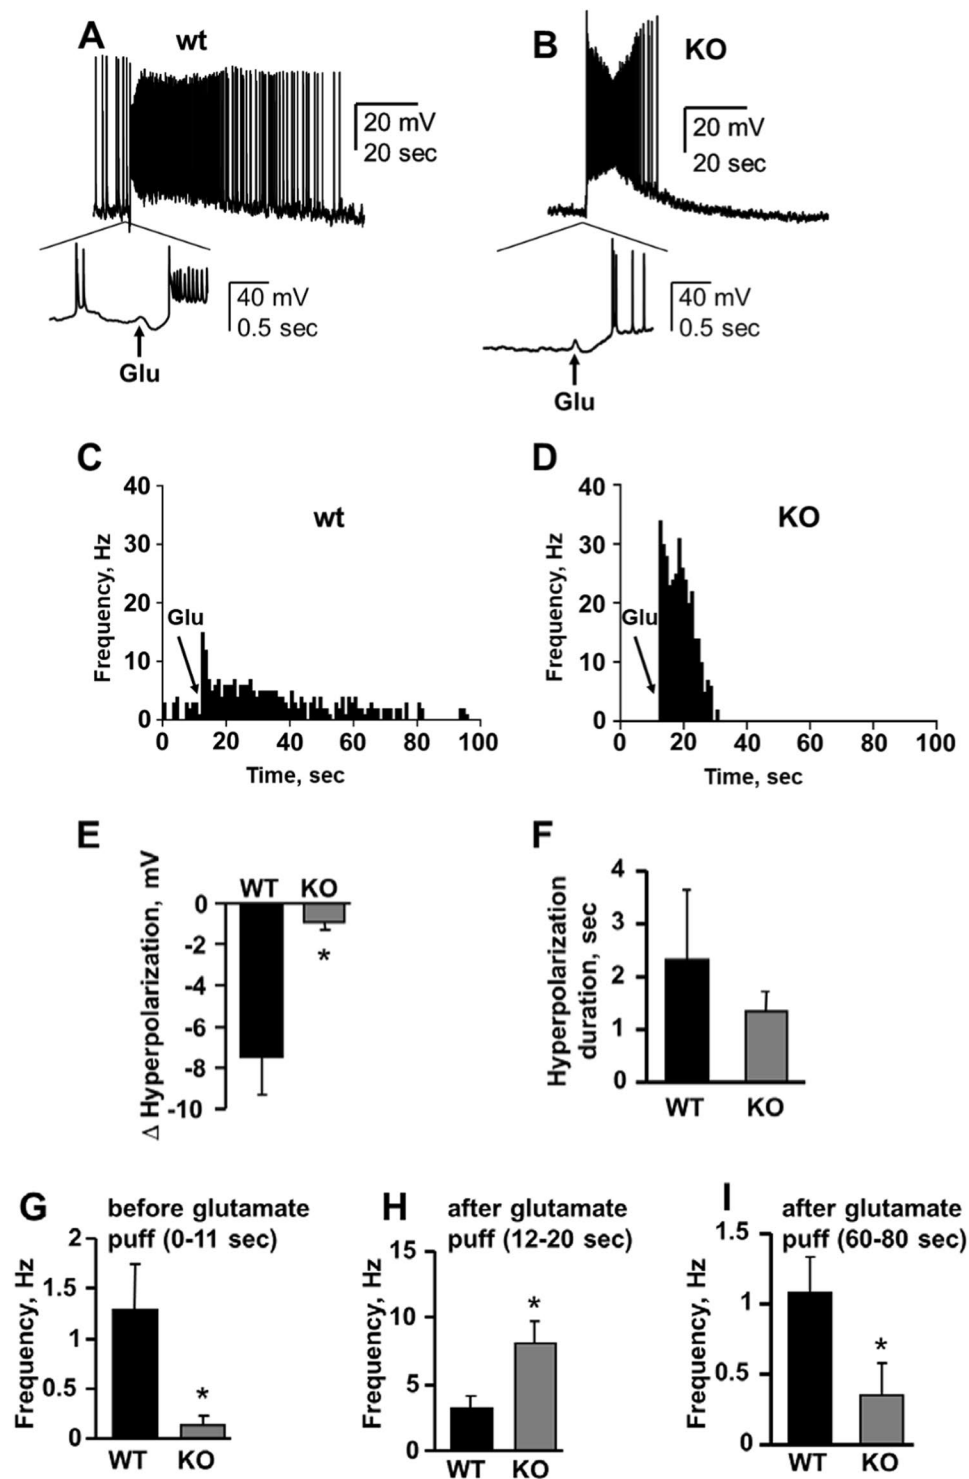 A
wt
20 mV
20 sec
40 mV
0.5 sec
Glu
B
KO
20 mV
20 sec
40 mV
0.5 sec
Glu
C
wt
Frequency, Hz
40
30
20
10
0
Glu
0 20 40 60 80 100
Time, sec
D
KO
Frequency, Hz
40
30
20
10
0
Glu
0 20 40 60 80 100
Time, sec
E
Δ Hyperpolarization, mV
WT KO
0
-2
-4
-6
-8
-10
*
F
Hyperpolarization
duration, sec
4
3
2
1
0
WT KO
G
before glutamate
puff (0-11 sec)
Frequency, Hz
2
1.5
1
0.5
0
*
WT KO
H
after glutamate
puff (12-20 sec)
Frequency, Hz
15
10
5
0
*
WT KO
I
after glutamate
puff (60-80 sec)
Frequency, Hz
1.5
1
0.5
0
*
WT KO